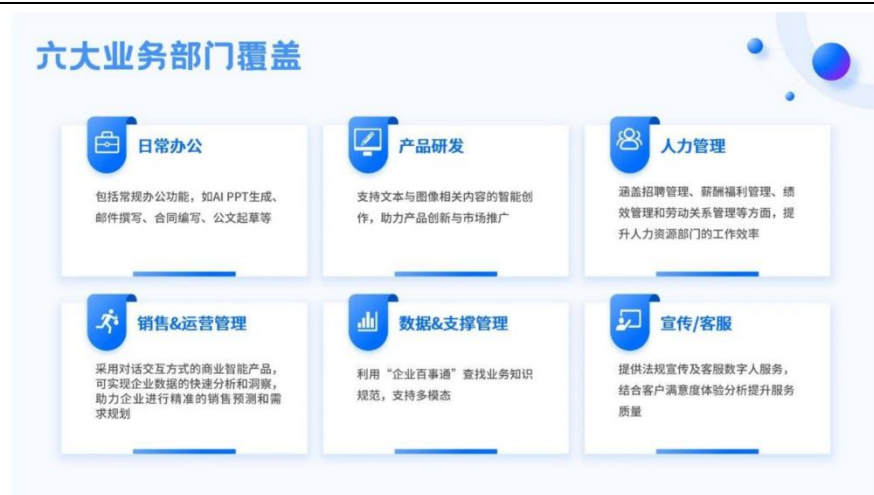 六大业务部门覆盖
日常办公
包括常规办公功能，如AI PPT生成、
邮件撰写、合同编写、公文起草等
产品研发
支持文本与图像相关内容的智能创
作，助力产品创新与市场推广
人力管理
涵盖招聘管理、薪酬福利管理、绩
效管理和劳动关系管理等方面，提
升人力资源部门的工作效率
销售&运营管理
采用对话交互方式的商业智能产品，
可实现企业数据的快速分析和洞察，
助力企业进行精准的销售预测和需
求规划
数据&支撑管理
利用“企业百事通”查找业务知识
规范，支持多模态
宣传/客服
提供法规宣传及客服数字人服务，
结合客户满意度体验分析提升服务
质量